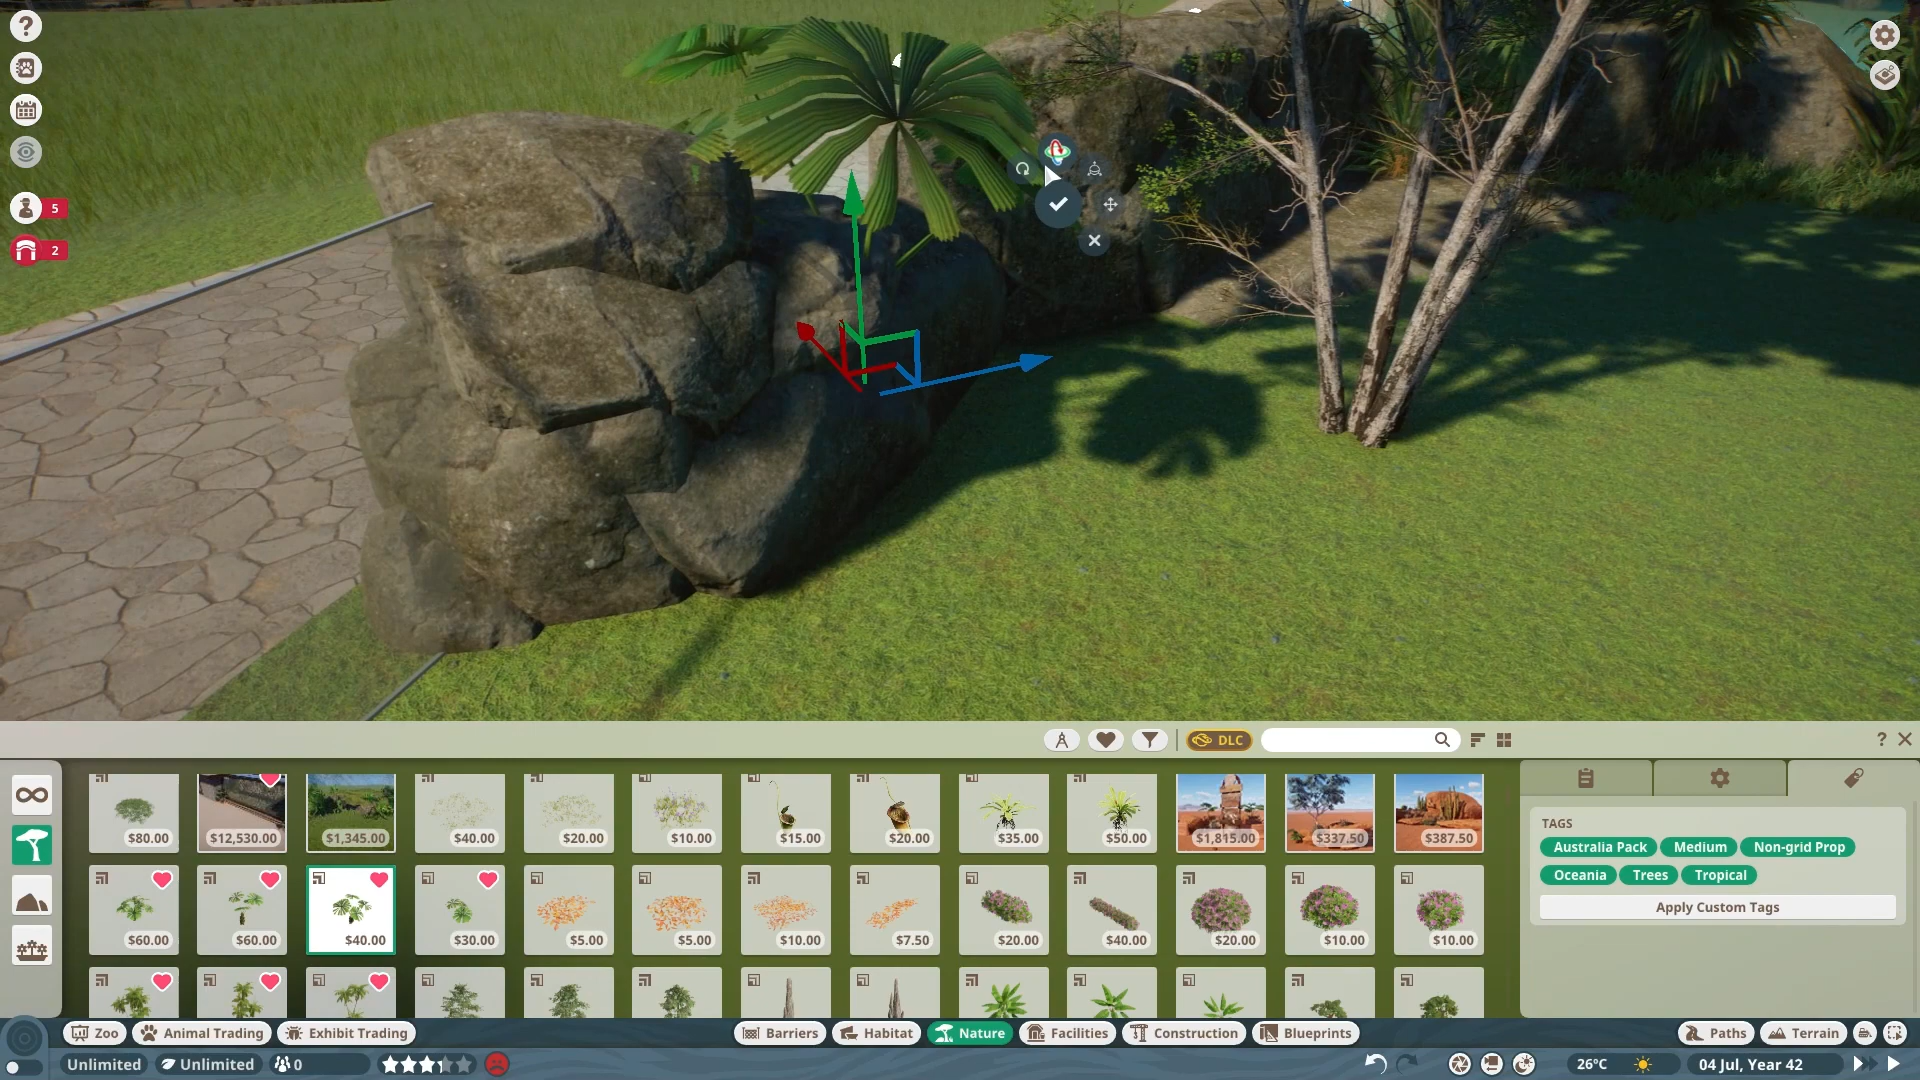 ?
5
2
DLC
?
$80.00 $12,530.00 $1,345.00 $40.00 $20.00 $10.00 $15.00 $20.00 $35.00 $50.00 $1,815.00 $337.50 $387.50
$60.00 $60.00 $40.00 $30.00 $5.00 $5.00 $10.00 $7.50 $20.00 $40.00 $20.00 $10.00 $10.00
TAGS
Australia Pack Medium Non-grid Prop
Oceania Trees Tropical
Apply Custom Tags
Zoo Animal Trading Exhibit Trading Barriers Habitat Nature Facilities Construction Blueprints Paths Terrain
Unlimited Unlimited 0 26°C 04 Jul, Year 42